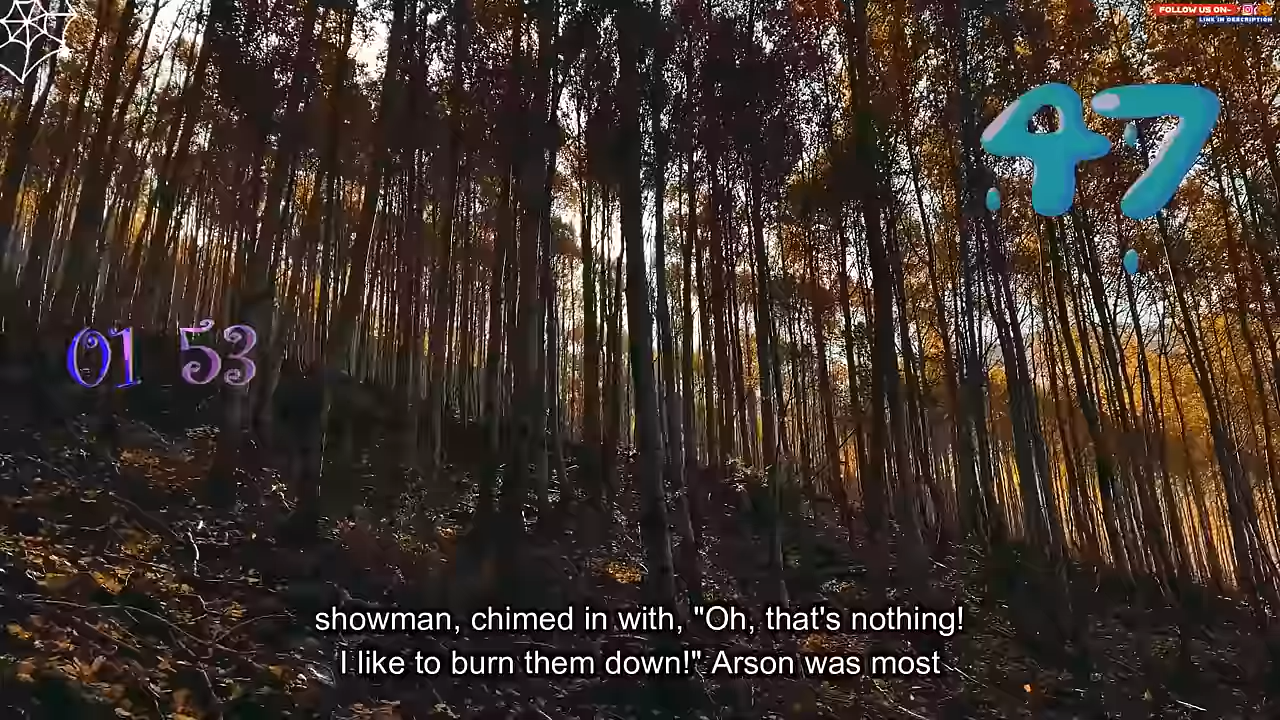 FOLLOW US ON-
LINK IN DESCRIPTION
47
01 53
showman, chimed in with, "Oh, that's nothing!
I like to burn them down!" Arson was most